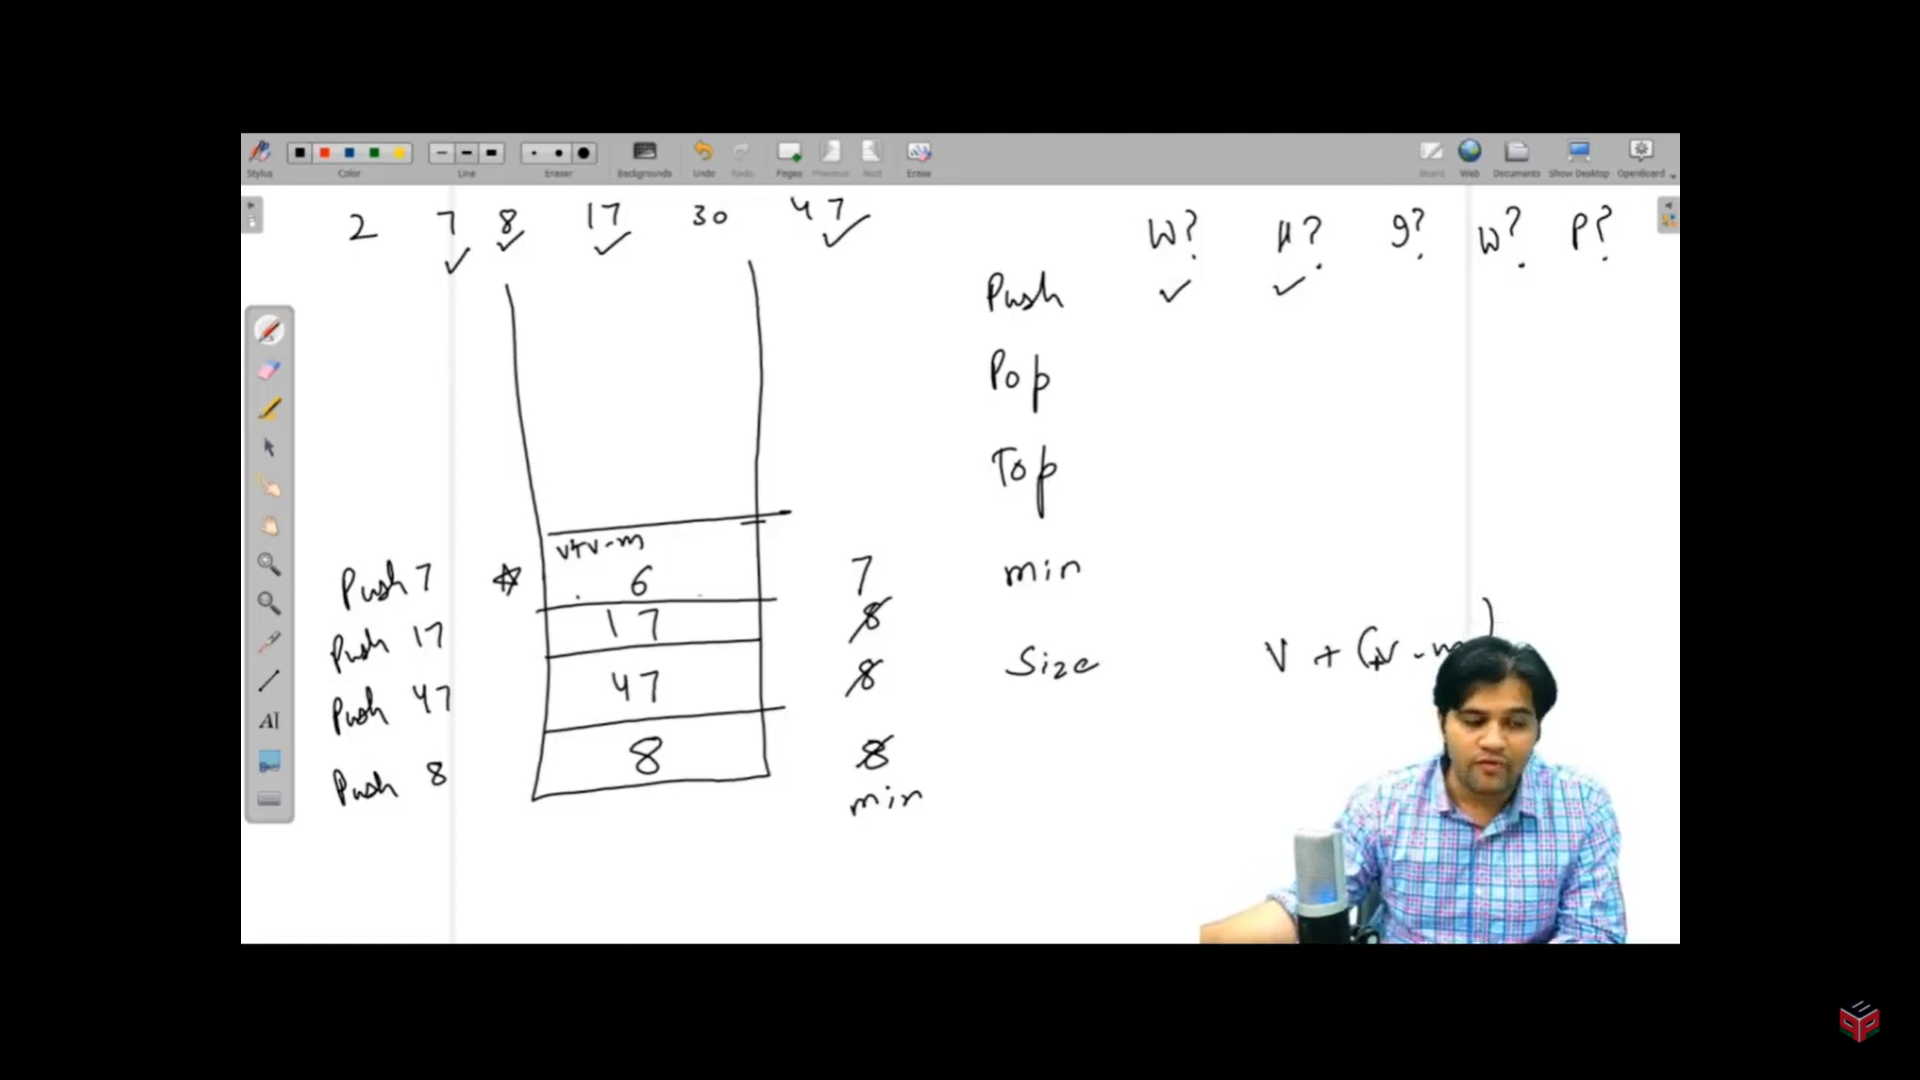 Stylus Color Line Eraser Backgrounds Undo Redo Pages Previous Next Erase Board Web Documents Show Desktop OpenBoard
2 7 8 17 30 47
W? H? 9? W? P?
Push
Pop
Top
min
Size
V + (v - m)
v+v-m
Push 7 6 7
Push 17 17 8
Push 47 47 8
Push 8 8 8
min
AI